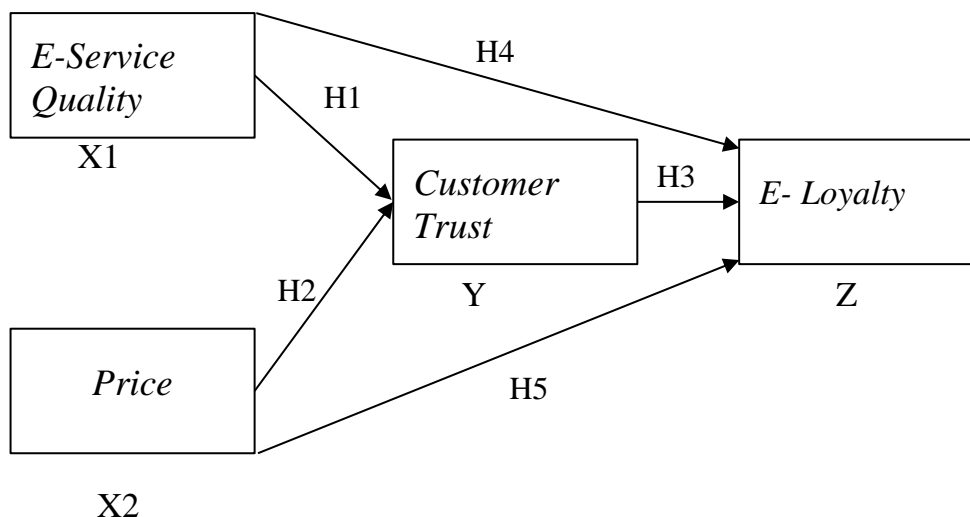 E-Service
Quality
X1
H4
H1
Customer
Trust
Y
H3
E- Loyalty
Z
H2
Price
X2
H5